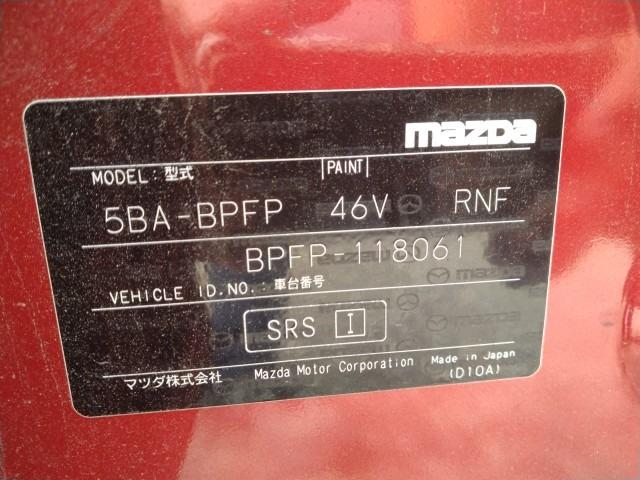 mazda
MODEL: 型式 PAINT
5BA-BPFP 46V RNF
BPFP-118061
VEHICLE ID.NO.: 車台番号
SRS I
マツダ株式会社 Mazda Motor Corporation Made in Japan
(D10A)